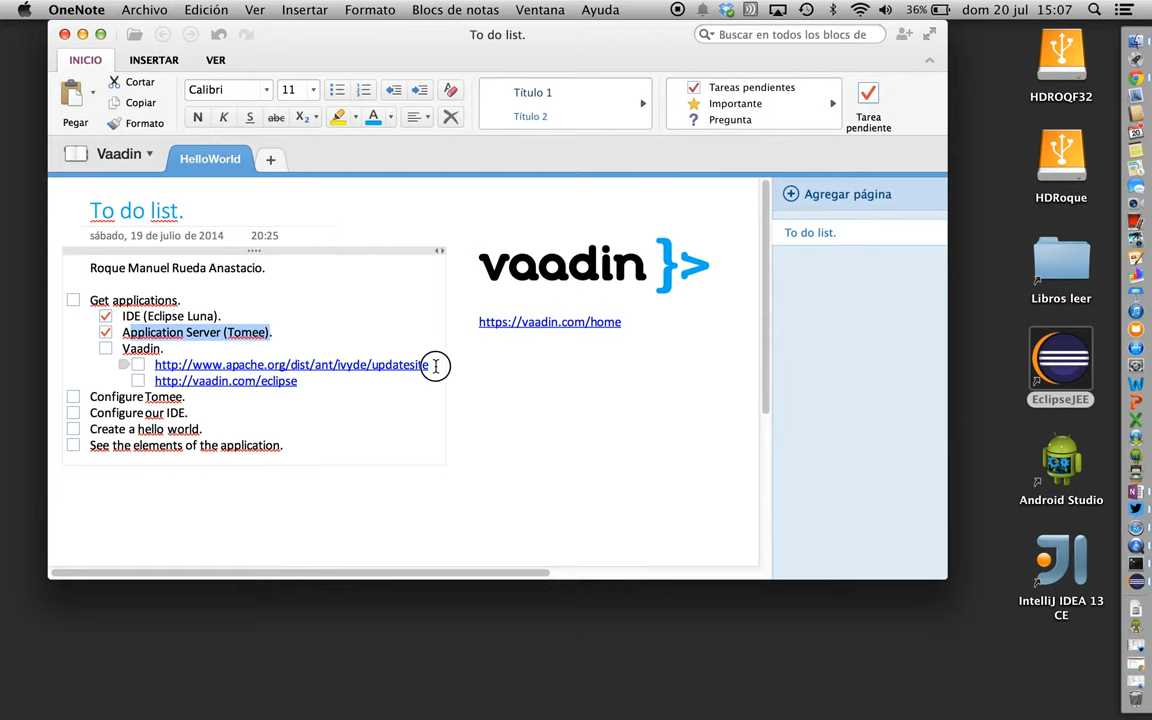 OneNote Archivo Edición Ver Insertar Formato Blocs de notas Ventana Ayuda 36% dom 20 jul 15:07
To do list.
Buscar en todos los blocs de
INICIO INSERTAR VER
Pegar
Cortar
Copiar
Formato
Calibri 11
N K S abc X₂ A
Título 1
Título 2
Tareas pendientes
Importante
Pregunta
Tarea
pendiente
Vaadin HelloWorld +
To do list.
sábado, 19 de julio de 2014 20:25
Roque Manuel Rueda Anastacio.
Get applications.
IDE (Eclipse Luna).
Application Server (Tomee).
Vaadin.
http://www.apache.org/dist/ant/ivyde/updatesite
http://vaadin.com/eclipse
Configure Tomee.
Configure our IDE.
Create a hello world.
See the elements of the application.
vaadin }>
https://vaadin.com/home
Agregar página
To do list.
HDROQF32
HDRoque
Libros leer
EclipseJEE
Android Studio
IntelliJ IDEA 13
CE